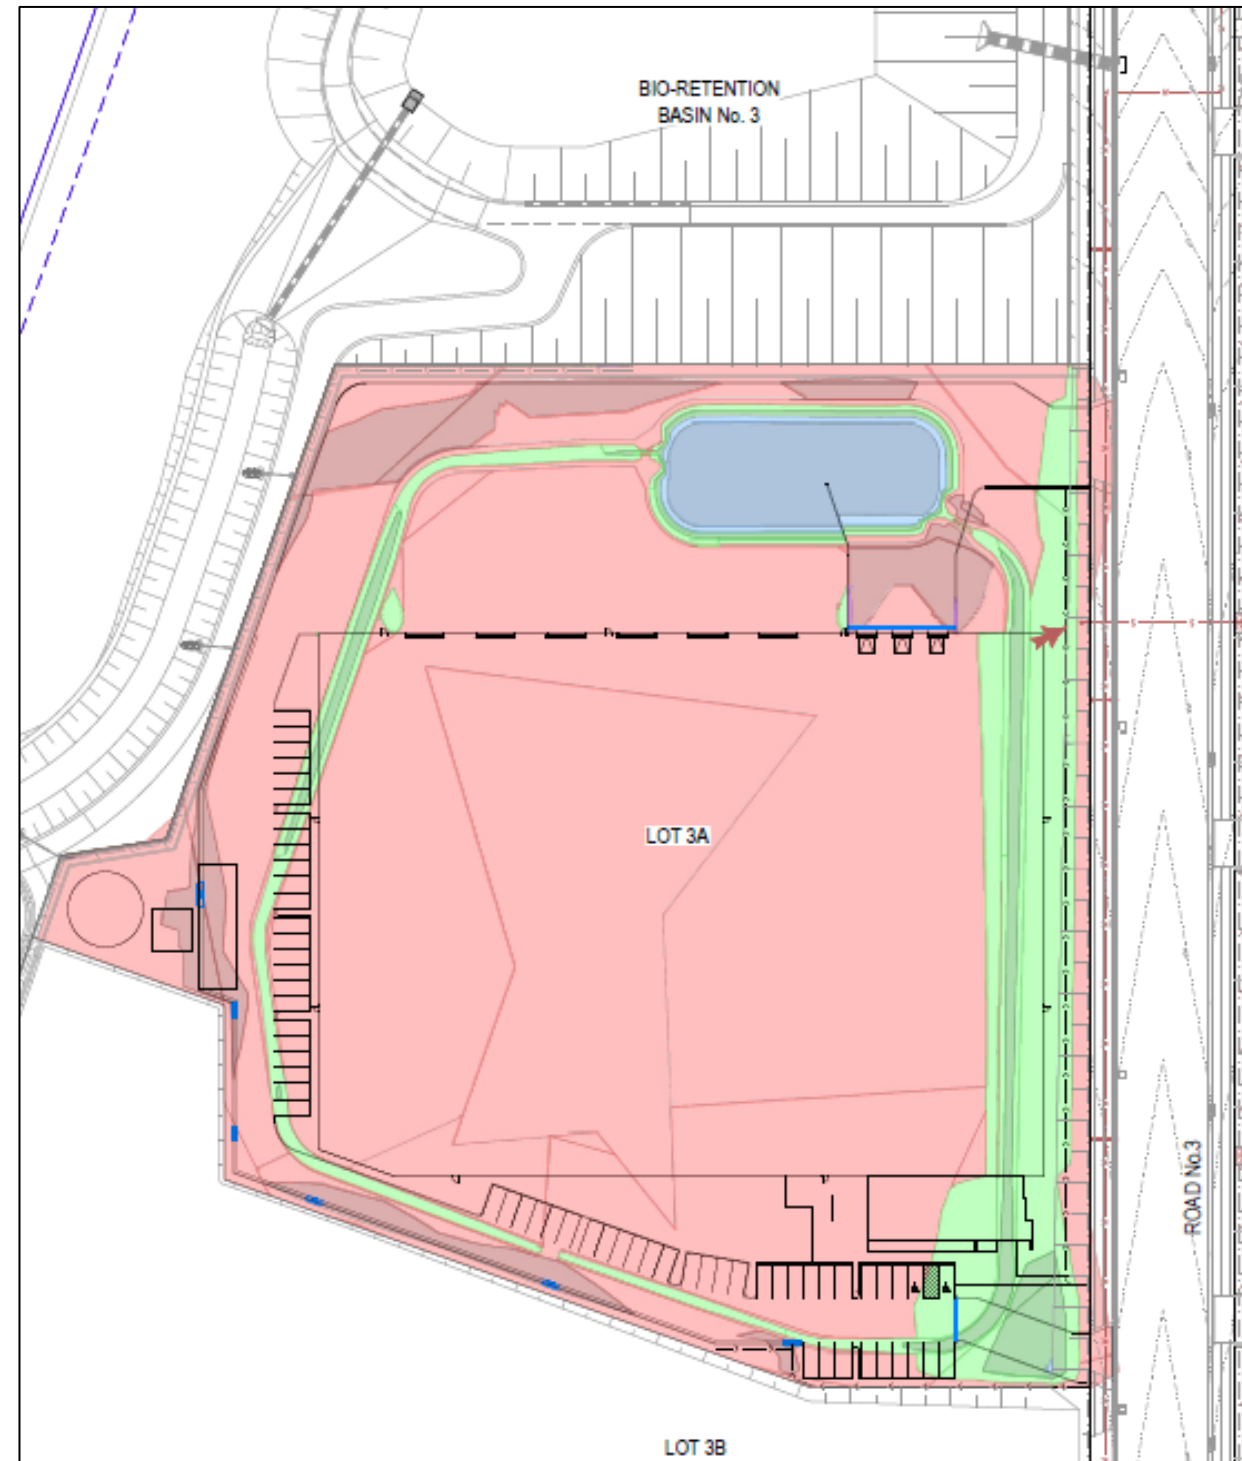 BIO-RETENTION
BASIN No. 3
LOT 3A
ROAD No.3
LOT 3B